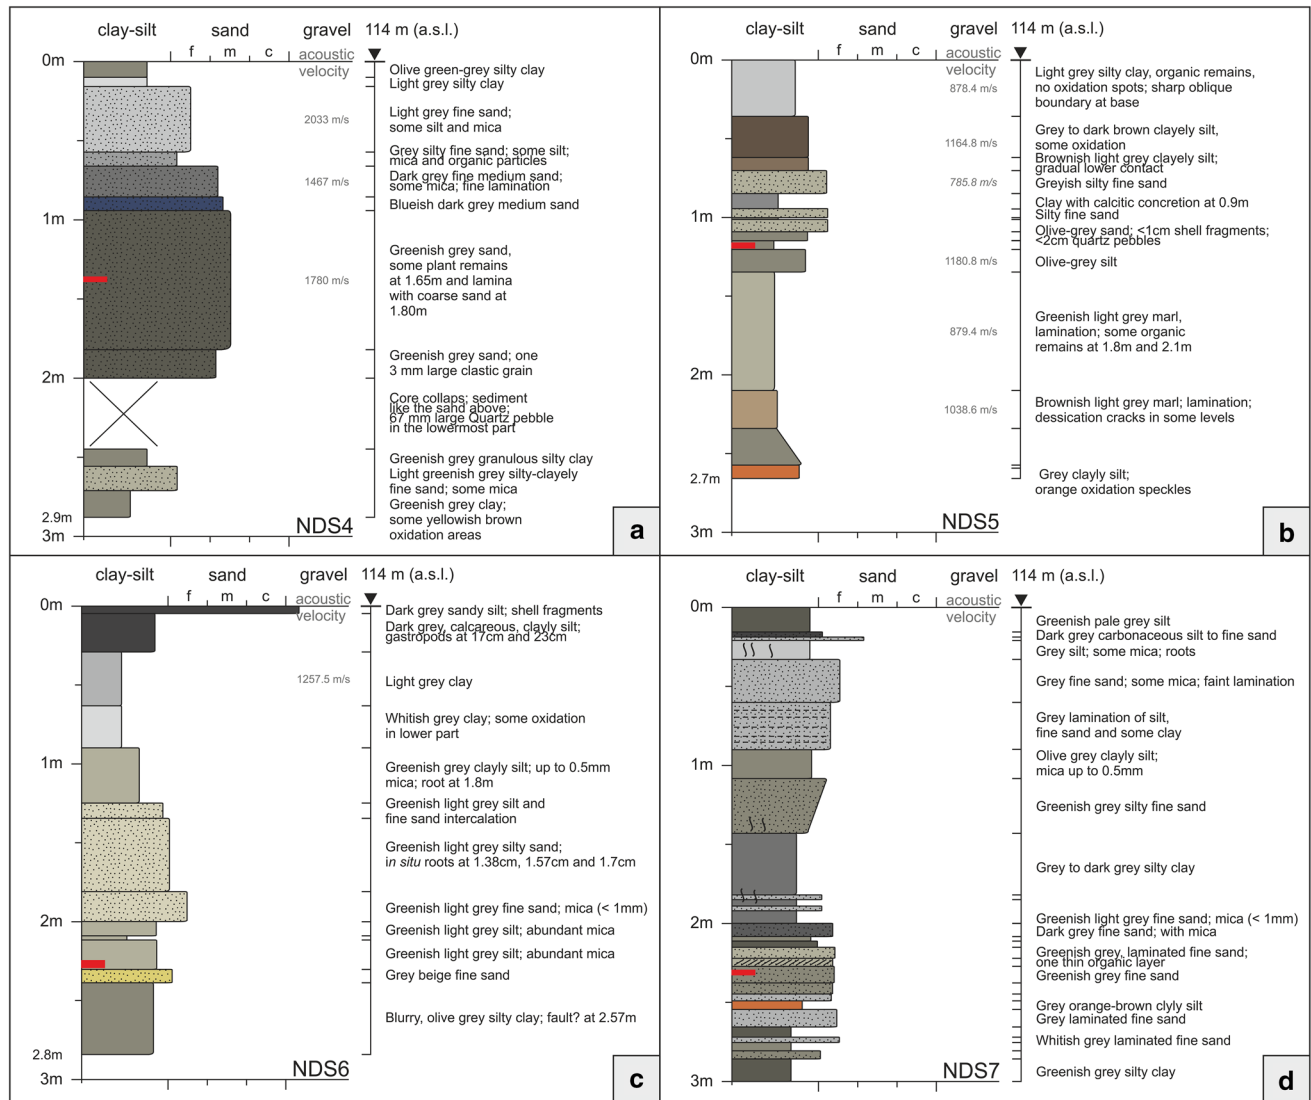 clay-silt sand gravel 114 m (a.s.l.)
f m c acoustic
velocity
0m
Olive green-grey silty clay
Light grey silty clay
2033 m/s
Light grey fine sand;
some silt and mica
Grey silty fine sand; some silt;
mica and organic particles
1467 m/s
Dark grey fine medium sand;
some mica; fine lamination
Blueish dark grey medium sand
1m
1780 m/s
Greenish grey sand,
some plant remains
at 1.65m and lamina
with coarse sand at
1.80m
Greenish grey sand; one
3 mm large clastic grain
2m
Core collaps; sediment
like the sand above;
67 mm large Quartz pebble
in the lowermost part
Greenish grey granulous silty clay
Light greenish grey silty-clayely
fine sand; some mica
Greenish grey clay;
some yellowish brown
oxidation areas
2.9m
3m
NDS4
a
clay-silt sand gravel 114 m (a.s.l.)
f m c acoustic
velocity
0m
878.4 m/s
Light grey silty clay, organic remains,
no oxidation spots; sharp oblique
boundary at base
1164.8 m/s
Grey to dark brown clayely silt,
some oxidation
Brownish light grey clayely silt;
gradual lower contact
785.8 m/s
Greyish silty fine sand
Clay with calcitic concretion at 0.9m
1m
Silty fine sand
Olive-grey sand; <1cm shell fragments;
<2cm quartz pebbles
1180.8 m/s
Olive-grey silt
879.4 m/s
Greenish light grey marl,
lamination; some organic
remains at 1.8m and 2.1m
2m
1038.6 m/s
Brownish light grey marl; lamination;
dessication cracks in some levels
2.7m
Grey clayly silt;
orange oxidation speckles
3m
NDS5
b
clay-silt sand gravel 114 m (a.s.l.)
f m c acoustic
velocity
0m
Dark grey sandy silt; shell fragments
Dark grey, calcareous, clayly silt;
gastropods at 17cm and 23cm
1257.5 m/s
Light grey clay
Whitish grey clay; some oxidation
in lower part
1m
Greenish grey clayly silt; up to 0.5mm
mica; root at 1.8m
Greenish light grey silt and
fine sand intercalation
Greenish light grey silty sand;
in situ roots at 1.38cm, 1.57cm and 1.7cm
Greenish light grey fine sand; mica (< 1mm)
2m
Greenish light grey silt; abundant mica
Greenish light grey silt; abundant mica
Grey beige fine sand
Blurry, olive grey silty clay; fault? at 2.57m
2.8m
3m
NDS6
c
clay-silt sand gravel 114 m (a.s.l.)
f m c acoustic
velocity
0m
Greenish pale grey silt
Dark grey carbonaceous silt to fine sand
Grey silt; some mica; roots
Grey fine sand; some mica; faint lamination
Grey lamination of silt,
fine sand and some clay
1m
Olive grey clayly silt;
mica up to 0.5mm
Greenish grey silty fine sand
Grey to dark grey silty clay
2m
Greenish light grey fine sand; mica (< 1mm)
Dark grey fine sand; with mica
Greenish grey, laminated fine sand;
one thin organic layer
Greenish grey fine sand
Grey orange-brown clyly silt
Grey laminated fine sand
Whitish grey laminated fine sand
Greenish grey silty clay
3m
NDS7
d